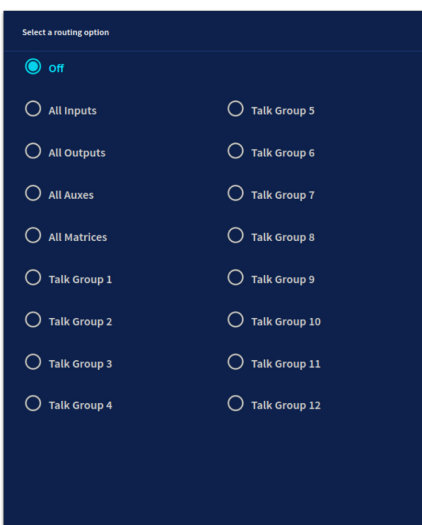 Select a routing option
Off
All Inputs
All Outputs
All Auxes
All Matrices
Talk Group 1
Talk Group 2
Talk Group 3
Talk Group 4
Talk Group 5
Talk Group 6
Talk Group 7
Talk Group 8
Talk Group 9
Talk Group 10
Talk Group 11
Talk Group 12